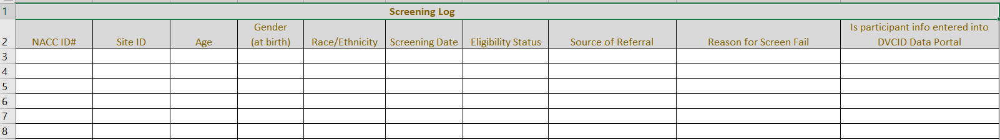 1 Screening Log
Gender Is participant info entered into
2 NACC ID# Site ID Age (at birth) Race/Ethnicity Screening Date Eligibility Status Source of Referral Reason for Screen Fail DVCID Data Portal
3
4
5
6
7
8